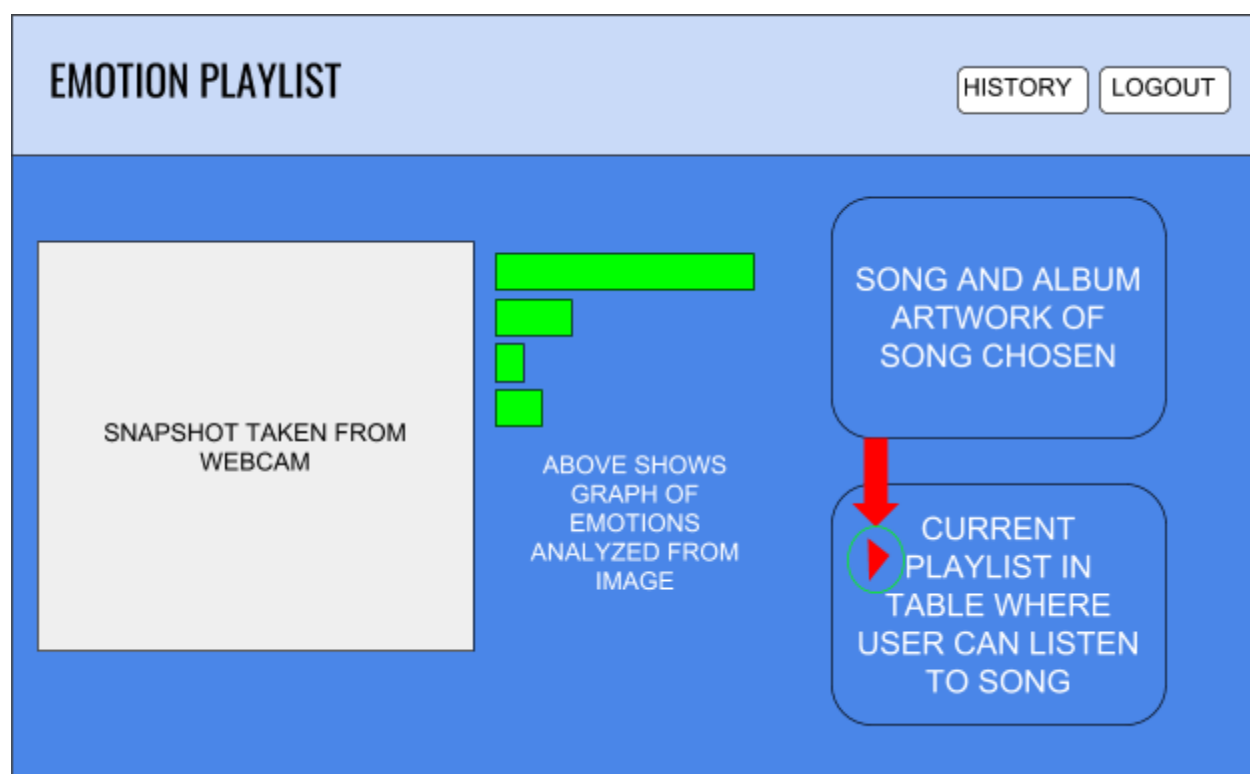 EMOTION PLAYLIST
HISTORY
LOGOUT
SNAPSHOT TAKEN FROM
WEBCAM
ABOVE SHOWS
GRAPH OF
EMOTIONS
ANALYZED FROM
IMAGE
SONG AND ALBUM
ARTWORK OF
SONG CHOSEN
CURRENT
PLAYLIST IN
TABLE WHERE
USER CAN LISTEN
TO SONG